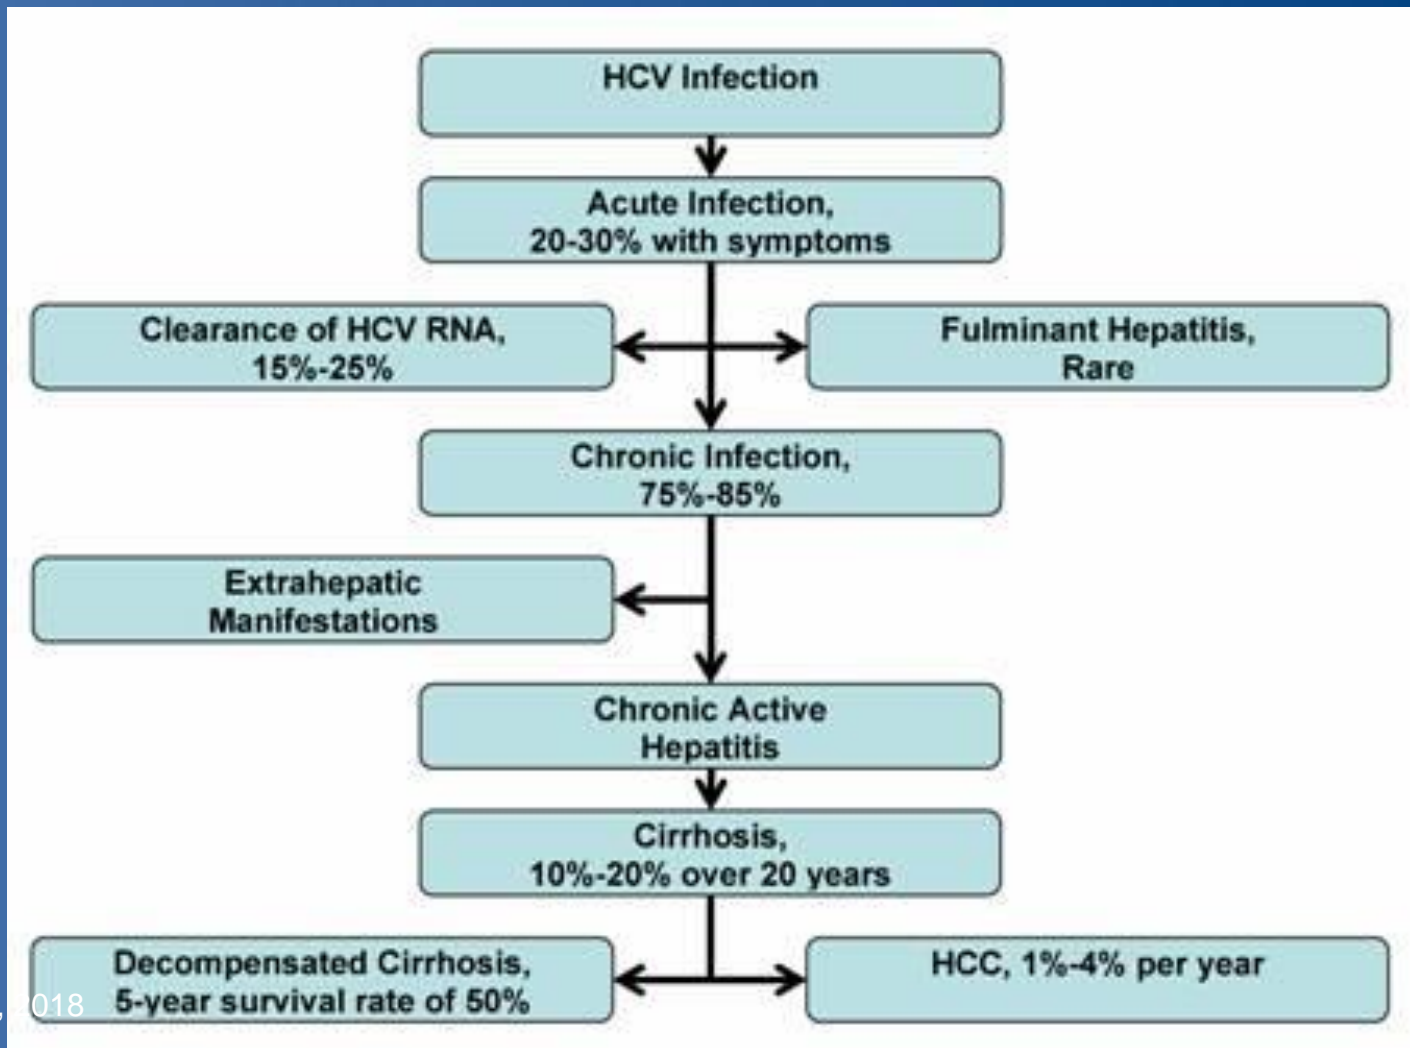 HCV Infection
Acute Infection,
20-30% with symptoms
Clearance of HCV RNA,
15%-25%
Fulminant Hepatitis,
Rare
Chronic Infection,
75%-85%
Extrahepatic
Manifestations
Chronic Active
Hepatitis
Cirrhosis,
10%-20% over 20 years
Decompensated Cirrhosis,
5-year survival rate of 50%
HCC, 1%-4% per year
, 2018